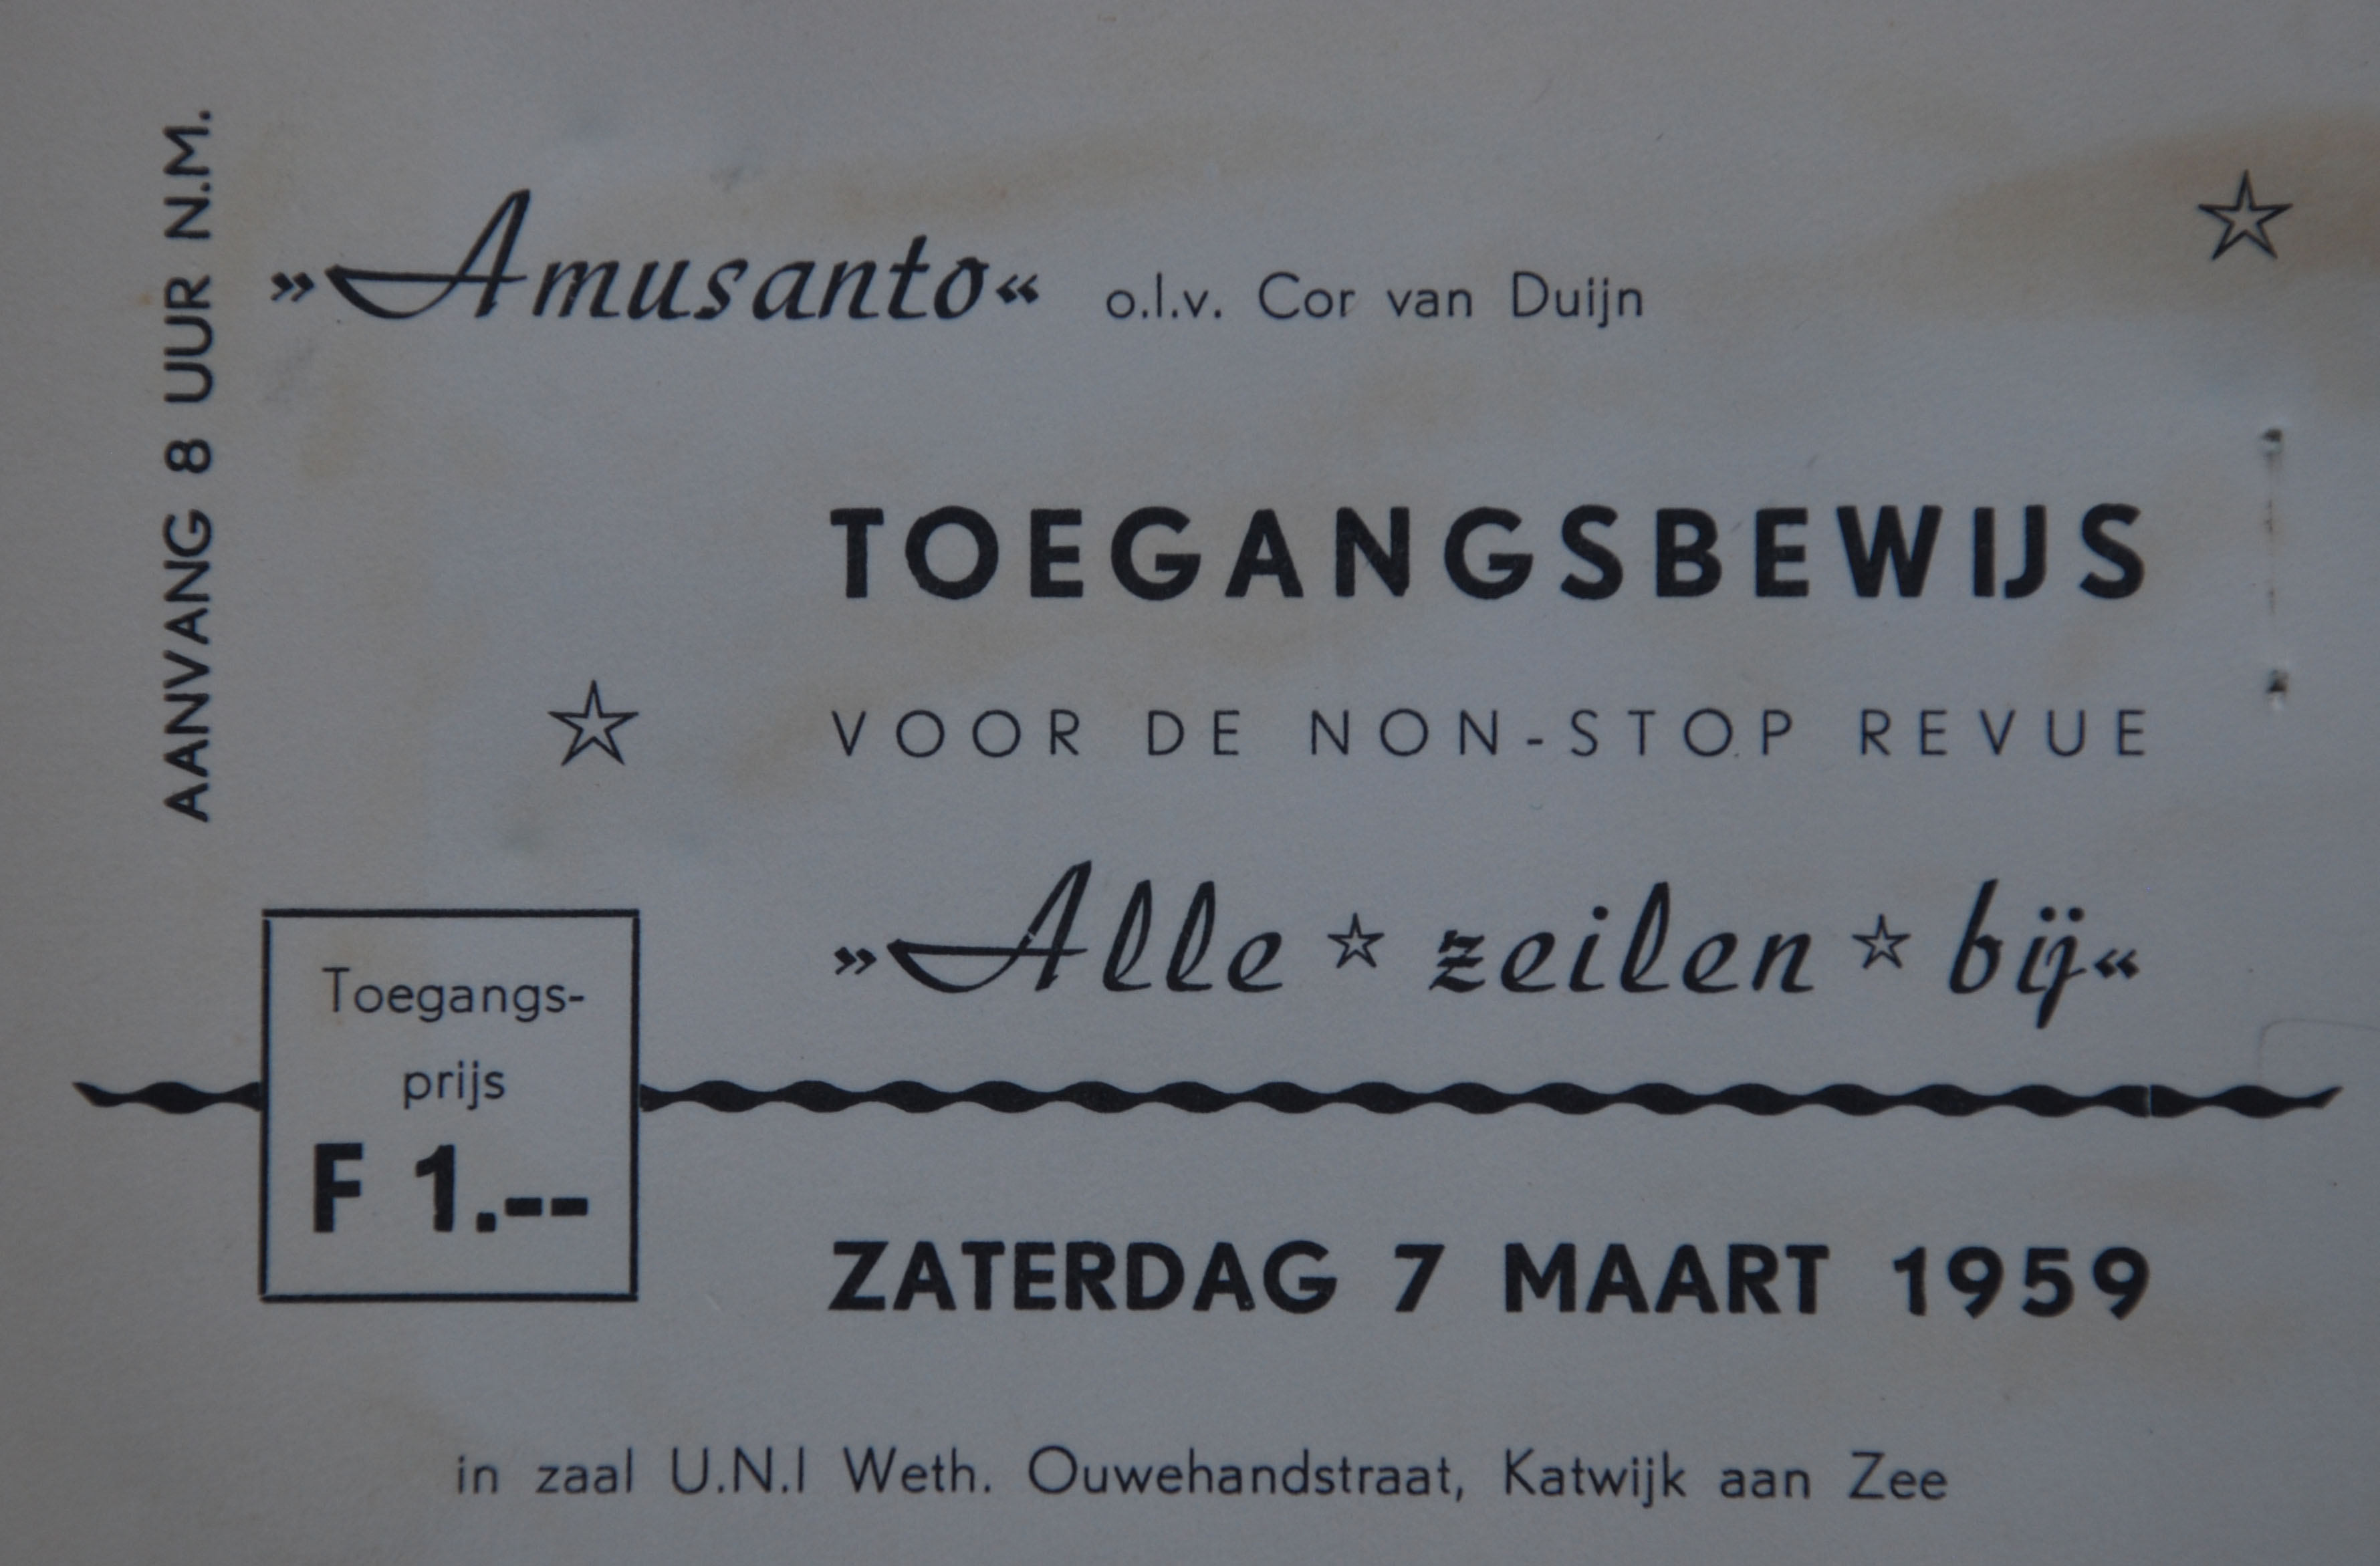 AANVANG 8 UUR N.M.
»Amusanto« o.l.v. Cor van Duijn
TOEGANGSBEWIJS
VOOR DE NON-STOP REVUE
»Alle ☆ zeilen ☆ bij«
Toegangs-
prijs
F 1.--
ZATERDAG 7 MAART 1959
in zaal U.N.I Weth. Ouwehandstraat, Katwijk aan Zee